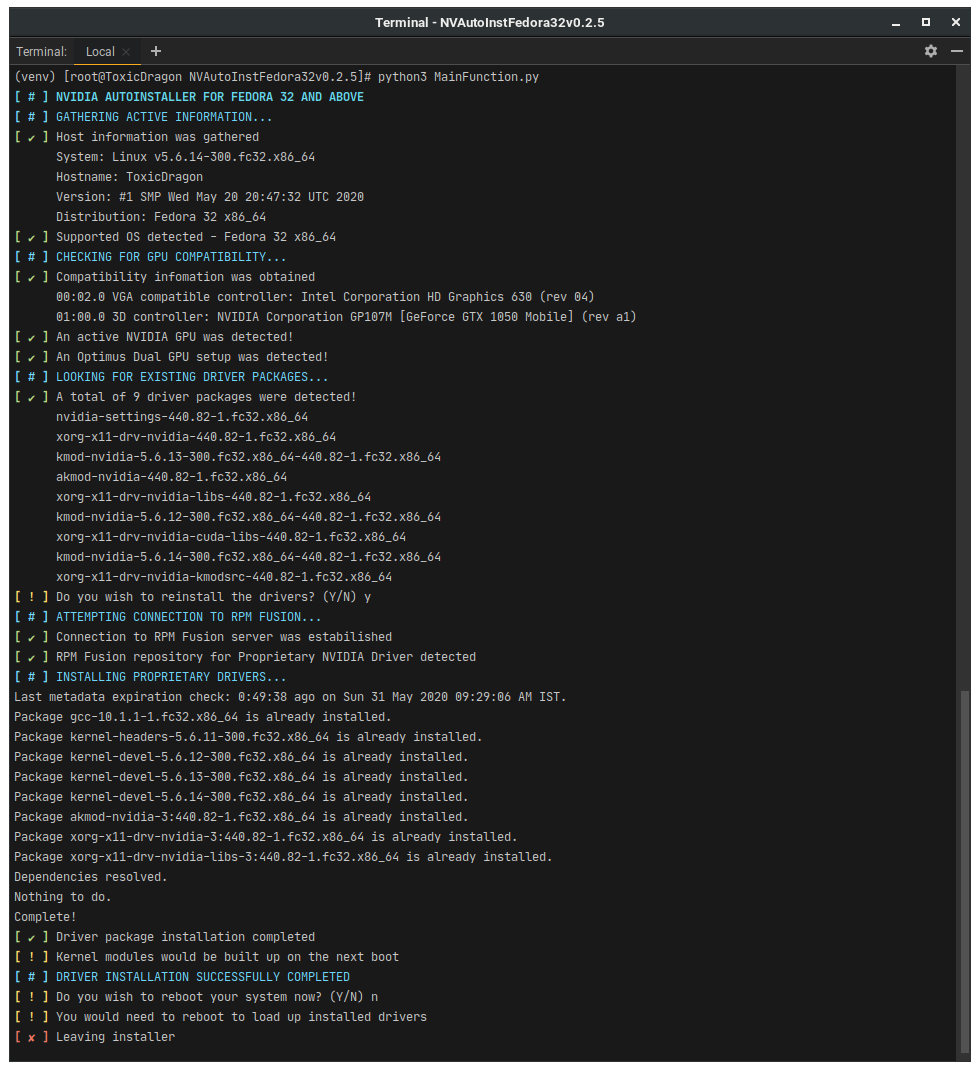 Terminal - NVAutoInstFedora32v0.2.5
Terminal: Local × +
(venv) [root@ToxicDragon NVAutoInstFedora32v0.2.5]# python3 MainFunction.py
[ # ] NVIDIA AUTOINSTALLER FOR FEDORA 32 AND ABOVE
[ # ] GATHERING ACTIVE INFORMATION...
[ ✔ ] Host information was gathered
System: Linux v5.6.14-300.fc32.x86_64
Hostname: ToxicDragon
Version: #1 SMP Wed May 20 20:47:32 UTC 2020
Distribution: Fedora 32 x86_64
[ ✔ ] Supported OS detected - Fedora 32 x86_64
[ # ] CHECKING FOR GPU COMPATIBILITY...
[ ✔ ] Compatibility infomation was obtained
00:02.0 VGA compatible controller: Intel Corporation HD Graphics 630 (rev 04)
01:00.0 3D controller: NVIDIA Corporation GP107M [GeForce GTX 1050 Mobile] (rev a1)
[ ✔ ] An active NVIDIA GPU was detected!
[ ✔ ] An Optimus Dual GPU setup was detected!
[ # ] LOOKING FOR EXISTING DRIVER PACKAGES...
[ ✔ ] A total of 9 driver packages were detected!
nvidia-settings-440.82-1.fc32.x86_64
xorg-x11-drv-nvidia-440.82-1.fc32.x86_64
kmod-nvidia-5.6.13-300.fc32.x86_64-440.82-1.fc32.x86_64
akmod-nvidia-440.82-1.fc32.x86_64
xorg-x11-drv-nvidia-libs-440.82-1.fc32.x86_64
kmod-nvidia-5.6.12-300.fc32.x86_64-440.82-1.fc32.x86_64
xorg-x11-drv-nvidia-cuda-libs-440.82-1.fc32.x86_64
kmod-nvidia-5.6.14-300.fc32.x86_64-440.82-1.fc32.x86_64
xorg-x11-drv-nvidia-kmodsrc-440.82-1.fc32.x86_64
[ ! ] Do you wish to reinstall the drivers? (Y/N) y
[ # ] ATTEMPTING CONNECTION TO RPM FUSION...
[ ✔ ] Connection to RPM Fusion server was estabilished
[ ✔ ] RPM Fusion repository for Proprietary NVIDIA Driver detected
[ # ] INSTALLING PROPRIETARY DRIVERS...
Last metadata expiration check: 0:49:38 ago on Sun 31 May 2020 09:29:06 AM IST.
Package gcc-10.1.1-1.fc32.x86_64 is already installed.
Package kernel-headers-5.6.11-300.fc32.x86_64 is already installed.
Package kernel-devel-5.6.12-300.fc32.x86_64 is already installed.
Package kernel-devel-5.6.13-300.fc32.x86_64 is already installed.
Package kernel-devel-5.6.14-300.fc32.x86_64 is already installed.
Package akmod-nvidia-3:440.82-1.fc32.x86_64 is already installed.
Package xorg-x11-drv-nvidia-3:440.82-1.fc32.x86_64 is already installed.
Package xorg-x11-drv-nvidia-libs-3:440.82-1.fc32.x86_64 is already installed.
Dependencies resolved.
Nothing to do.
Complete!
[ ✔ ] Driver package installation completed
[ ! ] Kernel modules would be built up on the next boot
[ # ] DRIVER INSTALLATION SUCCESSFULLY COMPLETED
[ ! ] Do you wish to reboot your system now? (Y/N) n
[ ! ] You would need to reboot to load up installed drivers
[ ✘ ] Leaving installer